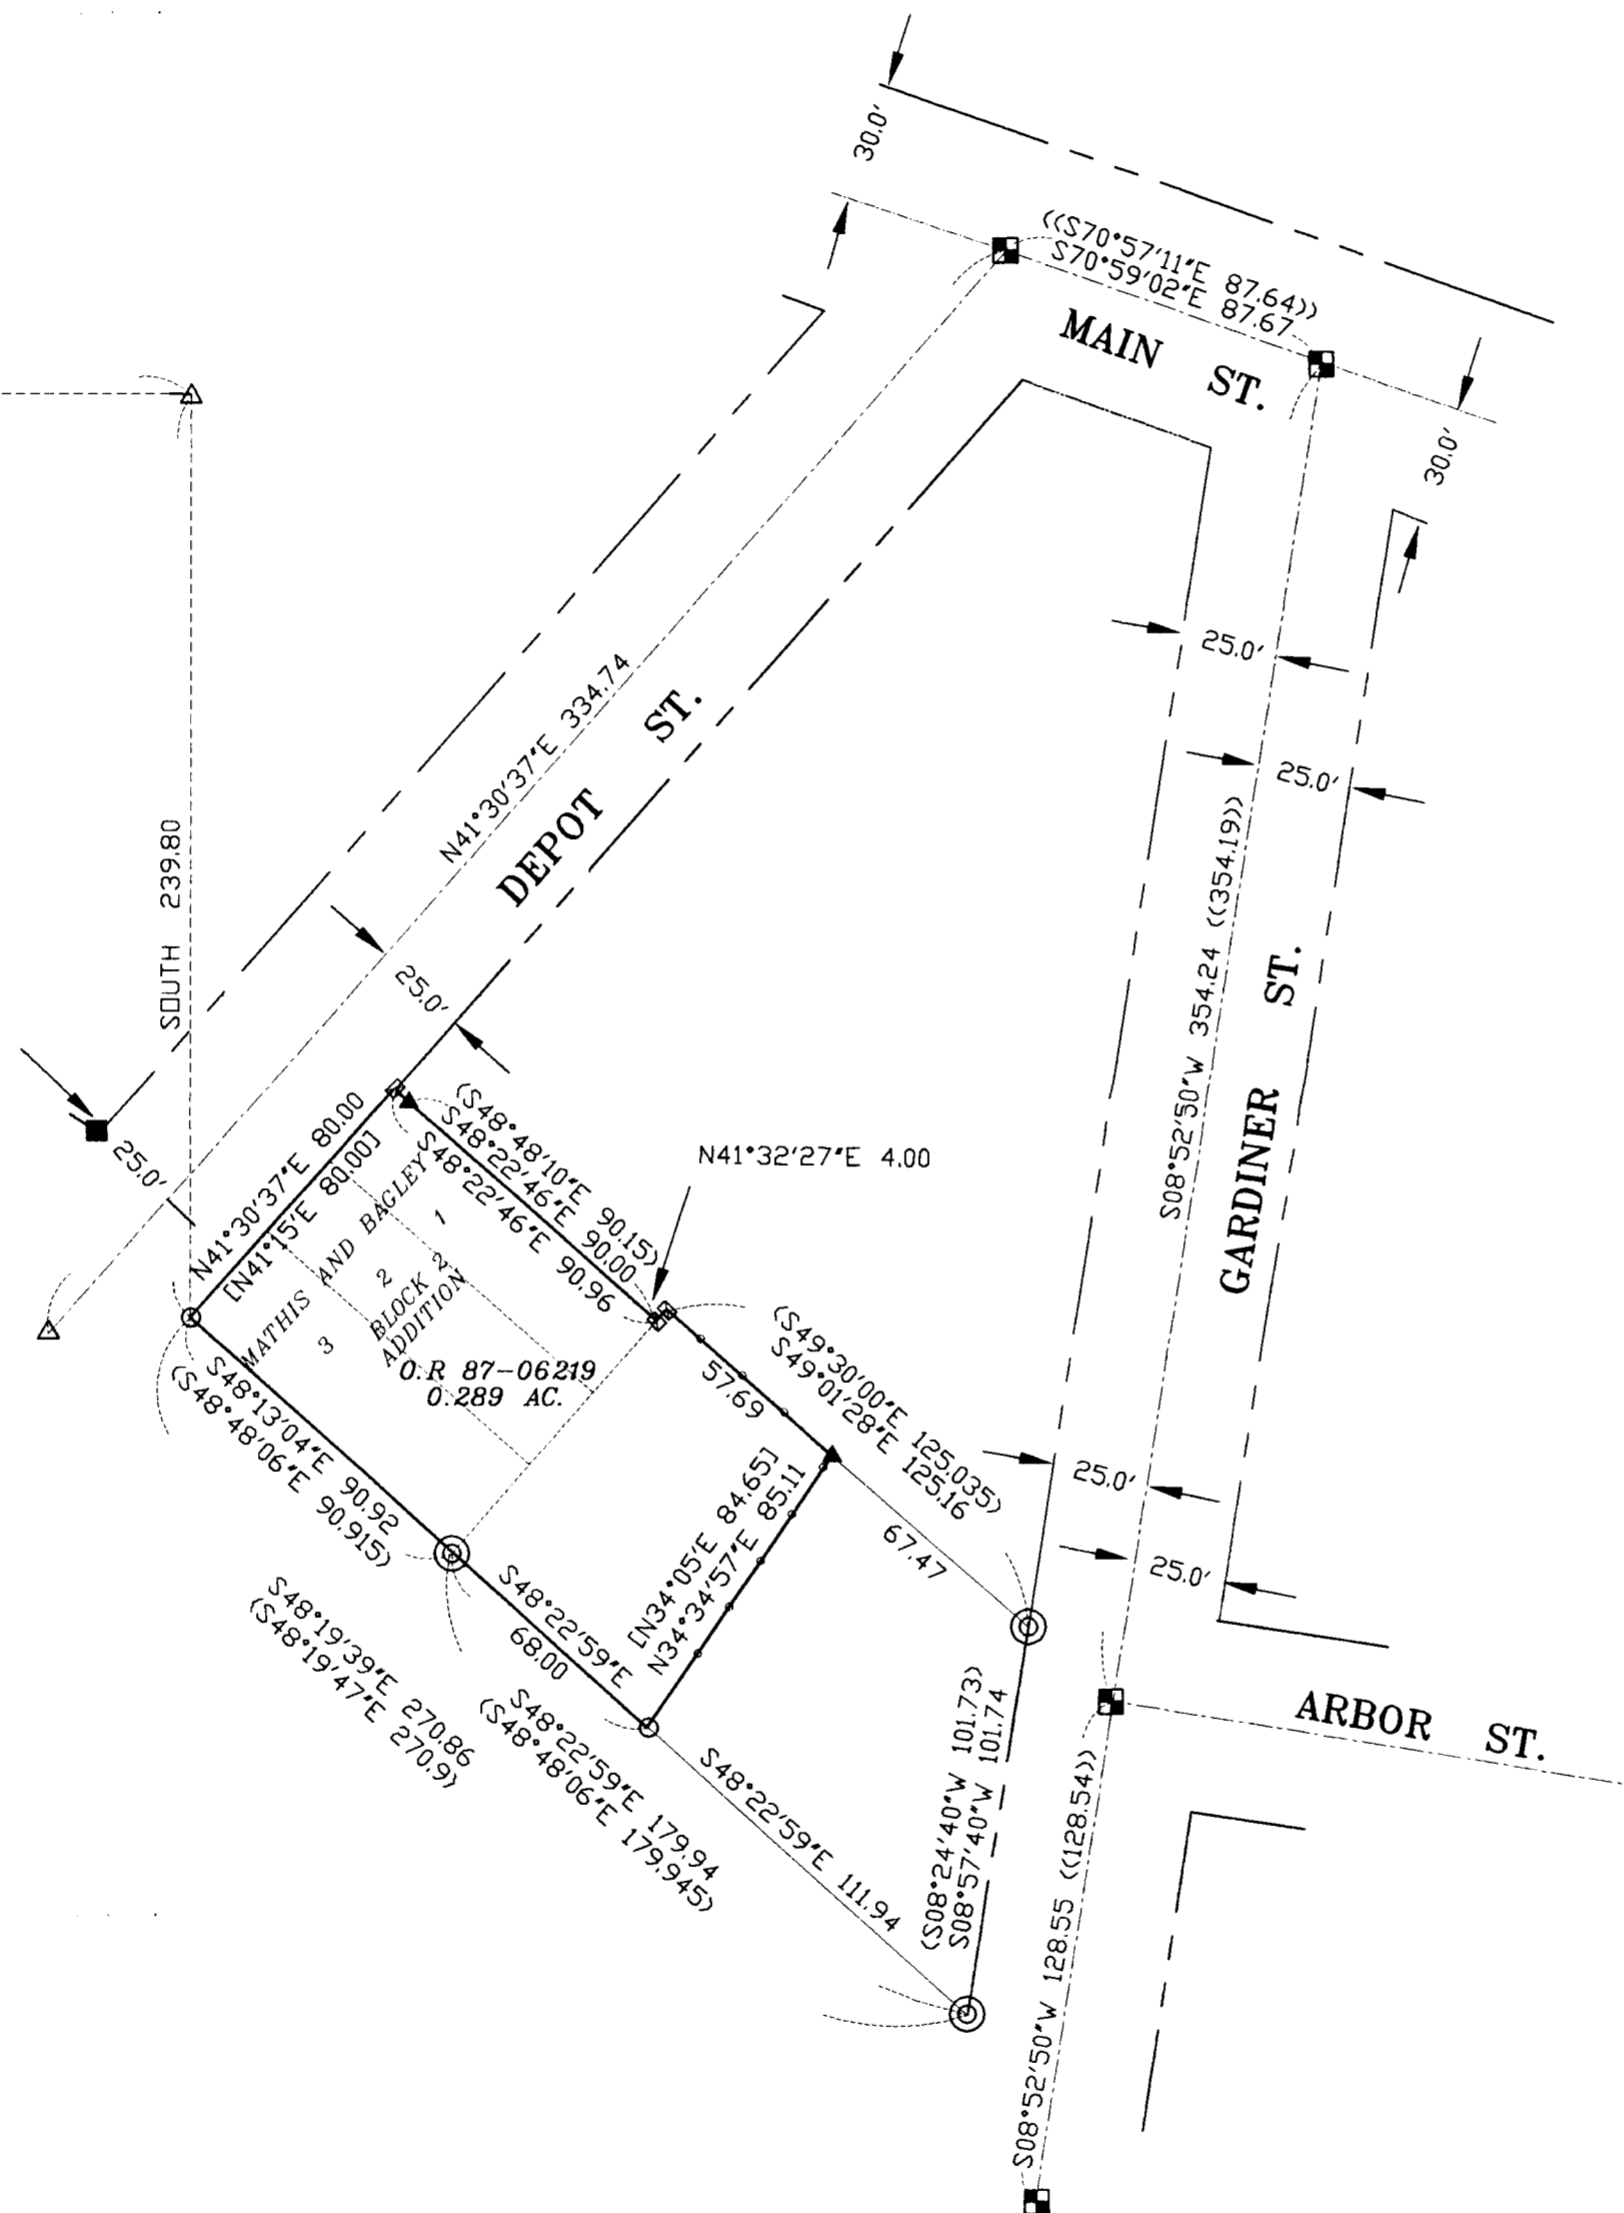 30.0'
((S70°57'11"E 87.64))
S70°59'02"E 87.67
MAIN ST.
30.0'
25.0'
25.0'
N41°30'37"E 334.74
DEPOT ST.
SOUTH 239.80
S08°52'50"W 354.24 ((354.19))
GARDINER ST.
25.0'
25.0'
N41°30'37"E 80.00
[N41°15'E 80.00]
(S48°48'10"E 90.15)
S48°22'46"E 90.00
S48°22'46"E 90.96
N41°32'27"E 4.00
MATHIS AND BAGLEY
1
2
3
BLOCK 2
ADDITION
O.R 87-06219
0.289 AC.
S48°13'04"E 90.92
(S48°48'06"E 90.915)
57.69
(S49°30'00"E 125.035)
S49°01'28"E 125.16
[N34°05'E 84.65]
N34°34'57"E 85.11
67.47
25.0'
25.0'
S48°22'59"E
68.00
S48°19'39"E 270.86
(S48°19'47"E 270.9)
S48°22'59"E 179.94
(S48°48'06"E 179.945)
S48°22'59"E 111.94
(S08°24'40"W 101.73)
S08°57'40"W 101.74
ARBOR ST.
S08°52'50"W 128.55 ((128.54))